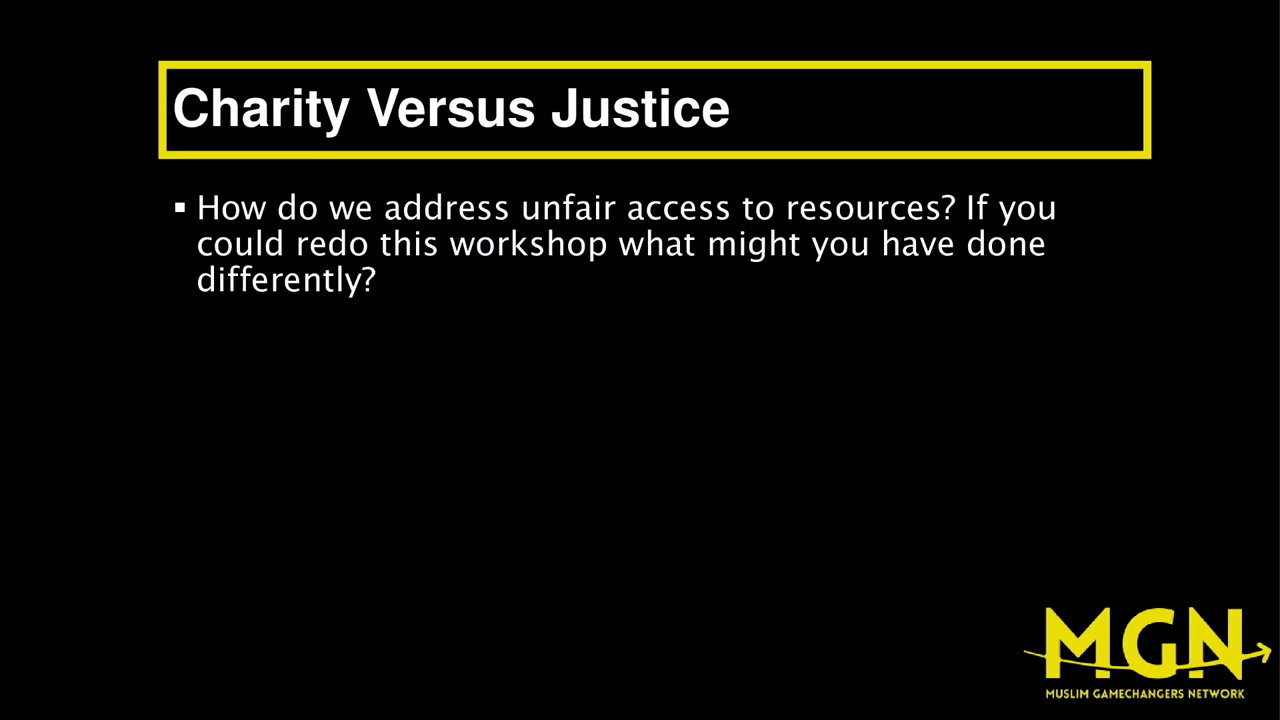 Charity Versus Justice
▪ How do we address unfair access to resources? If you
could redo this workshop what might you have done
differently?
MGN
MUSLIM GAMECHANGERS NETWORK